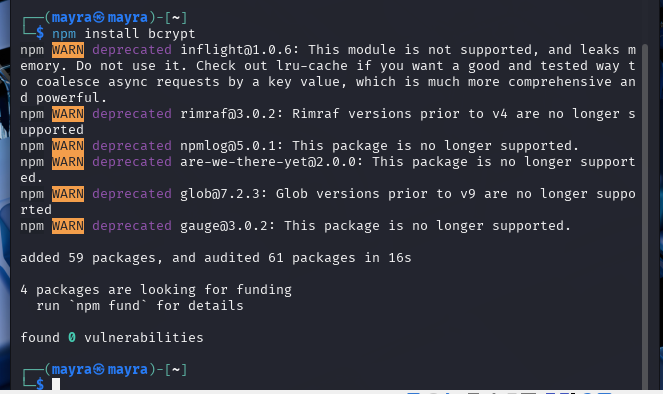 ┌──(mayra㉿mayra)-[~]
└─$ npm install bcrypt
npm WARN deprecated inflight@1.0.6: This module is not supported, and leaks m
emory. Do not use it. Check out lru-cache if you want a good and tested way t
o coalesce async requests by a key value, which is much more comprehensive an
d powerful.
npm WARN deprecated rimraf@3.0.2: Rimraf versions prior to v4 are no longer s
upported
npm WARN deprecated npmlog@5.0.1: This package is no longer supported.
npm WARN deprecated are-we-there-yet@2.0.0: This package is no longer support
ed.
npm WARN deprecated glob@7.2.3: Glob versions prior to v9 are no longer suppo
rted
npm WARN deprecated gauge@3.0.2: This package is no longer supported.
added 59 packages, and audited 61 packages in 16s
4 packages are looking for funding
run `npm fund` for details
found 0 vulnerabilities
┌──(mayra㉿mayra)-[~]
└─$